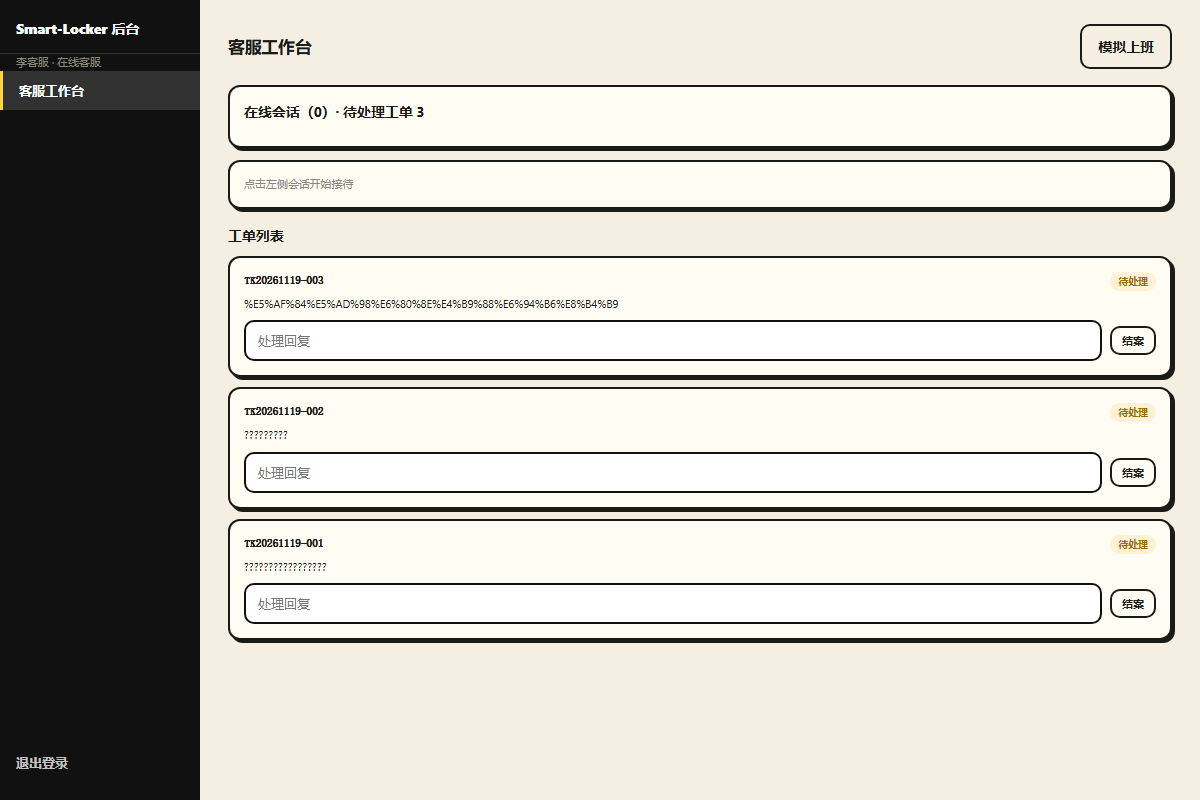 Smart-Locker 后台
李客服 · 在线客服
客服工作台
退出登录
客服工作台
模拟上班
在线会话（0）· 待处理工单 3
点击左侧会话开始接待
工单列表
TK20261119-003
待处理
%E5%AF%84%E5%AD%98%E6%80%8E%E4%B9%88%E6%94%B6%E8%B4%B9
处理回复
结案
TK20261119-002
待处理
?????????
处理回复
结案
TK20261119-001
待处理
?????????????????
处理回复
结案